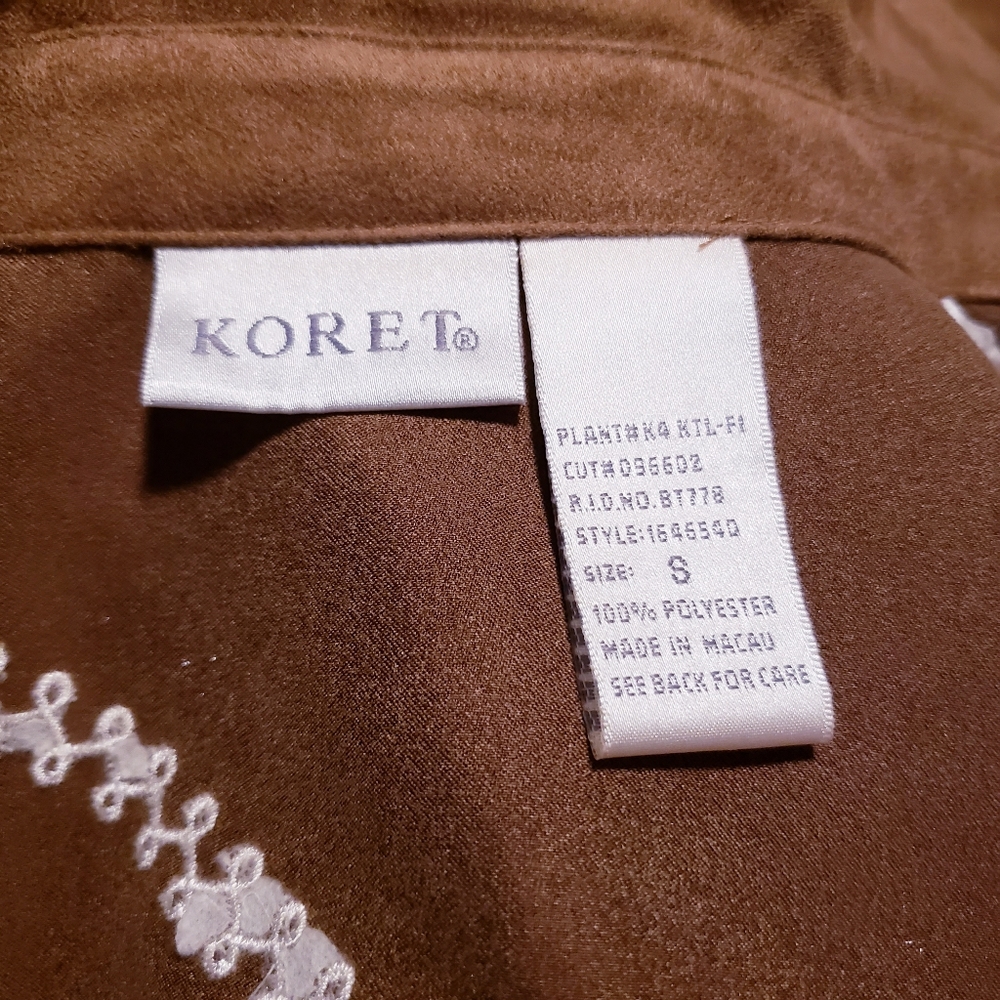 KORET®
PLANT#K4 KTL-FI
CUT#096602
R.I.D.NO.BT778
STYLE:1646540
SIZE: S
100% POLYESTER
MADE IN MACAU
SEE BACK FOR CARE